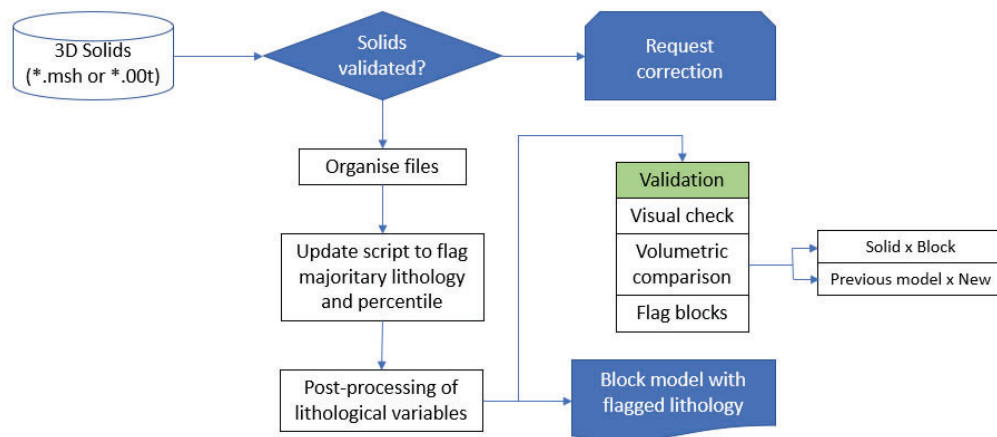 3D Solids
(*.msh or *.00t)
Solids
validated?
Request
correction
Organise files
Update script to flag
majoritary lithology
and percentile
Post-processing of
lithological variables
Validation
Visual check
Volumetric
comparison
Flag blocks
Solid x Block
Previous model x New
Block model with
flagged lithology